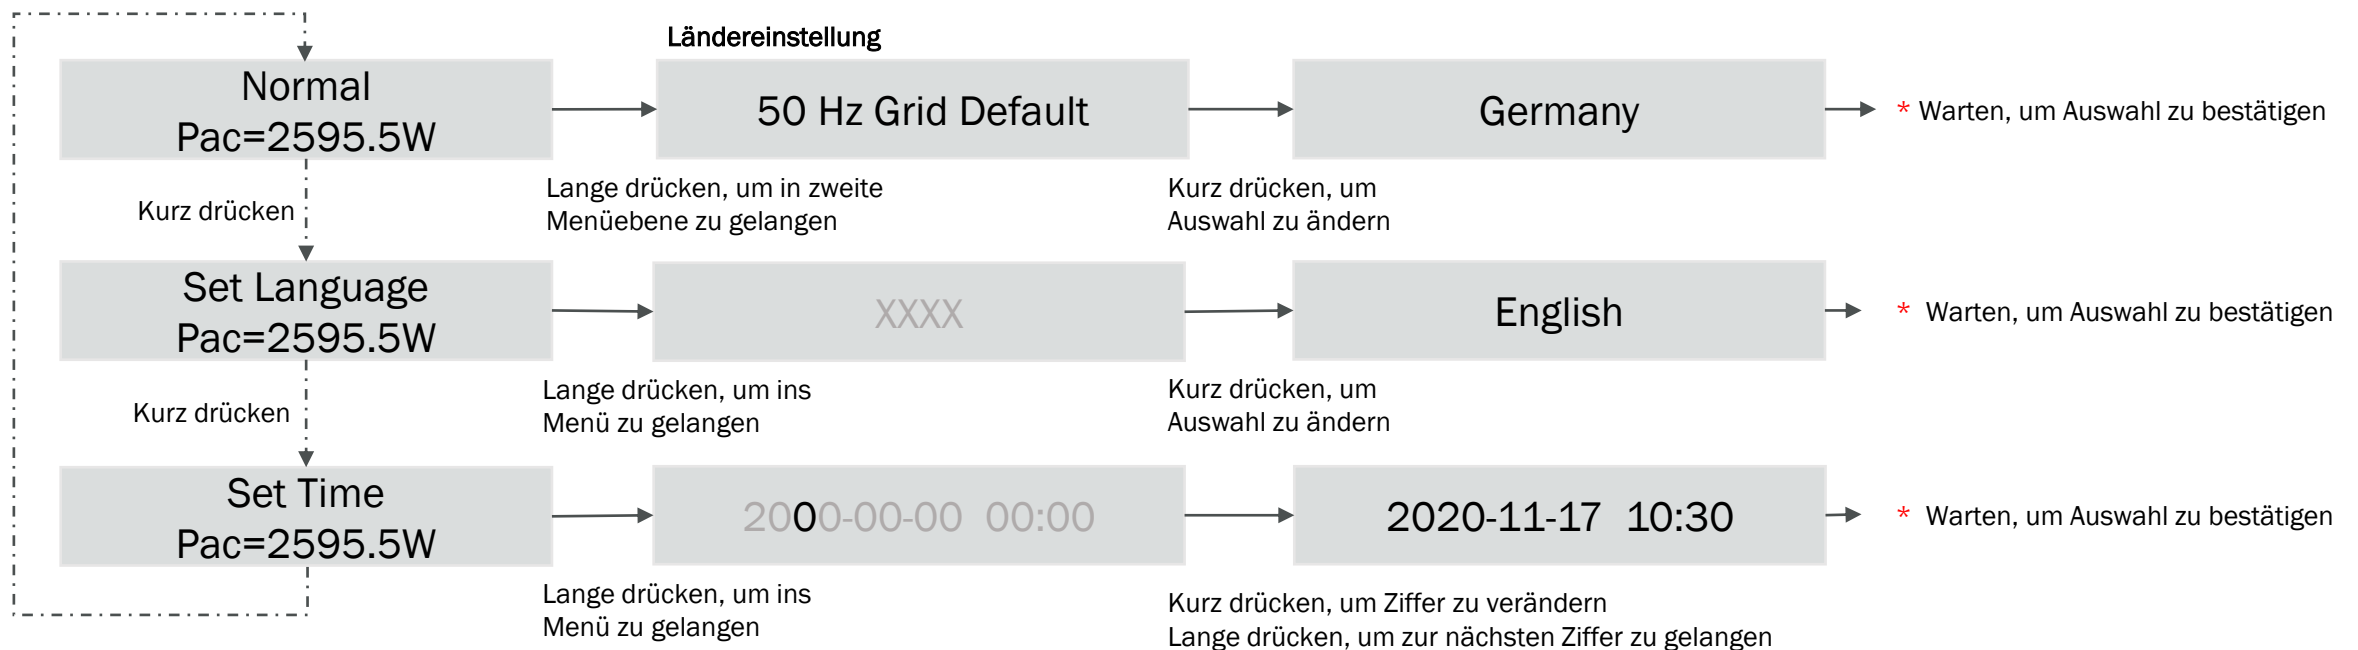 Ländereinstellung
Normal
Pac=2595.5W
50 Hz Grid Default
Germany
* Warten, um Auswahl zu bestätigen
Kurz drücken
Lange drücken, um in zweite
Menüebene zu gelangen
Kurz drücken, um
Auswahl zu ändern
Set Language
Pac=2595.5W
XXXX
English
* Warten, um Auswahl zu bestätigen
Kurz drücken
Lange drücken, um ins
Menü zu gelangen
Kurz drücken, um
Auswahl zu ändern
Set Time
Pac=2595.5W
2000-00-00 00:00
2020-11-17 10:30
* Warten, um Auswahl zu bestätigen
Lange drücken, um ins
Menü zu gelangen
Kurz drücken, um Ziffer zu verändern
Lange drücken, um zur nächsten Ziffer zu gelangen